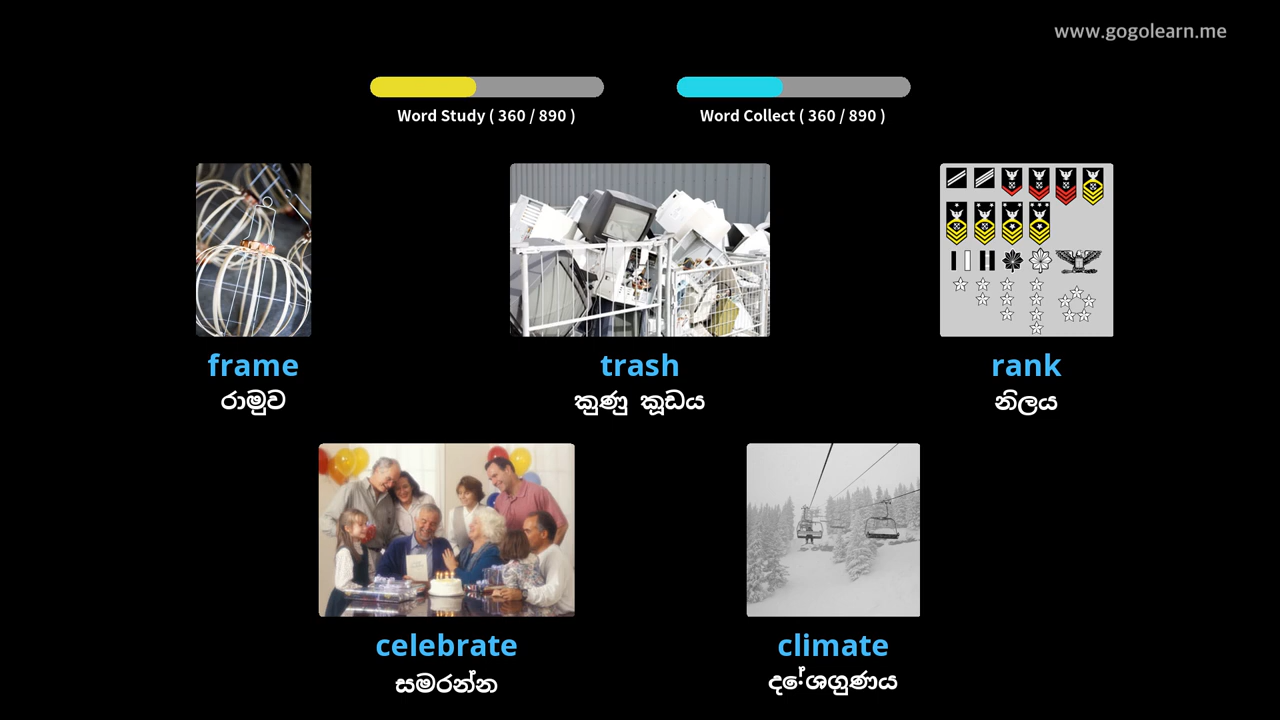 www.gogolearn.me
Word Study ( 360 / 890 )
Word Collect ( 360 / 890 )
frame
trash
rank
රාමුව
කුණු කූඩය
නිලය
celebrate
climate
සමරන්න
දේශගුණය